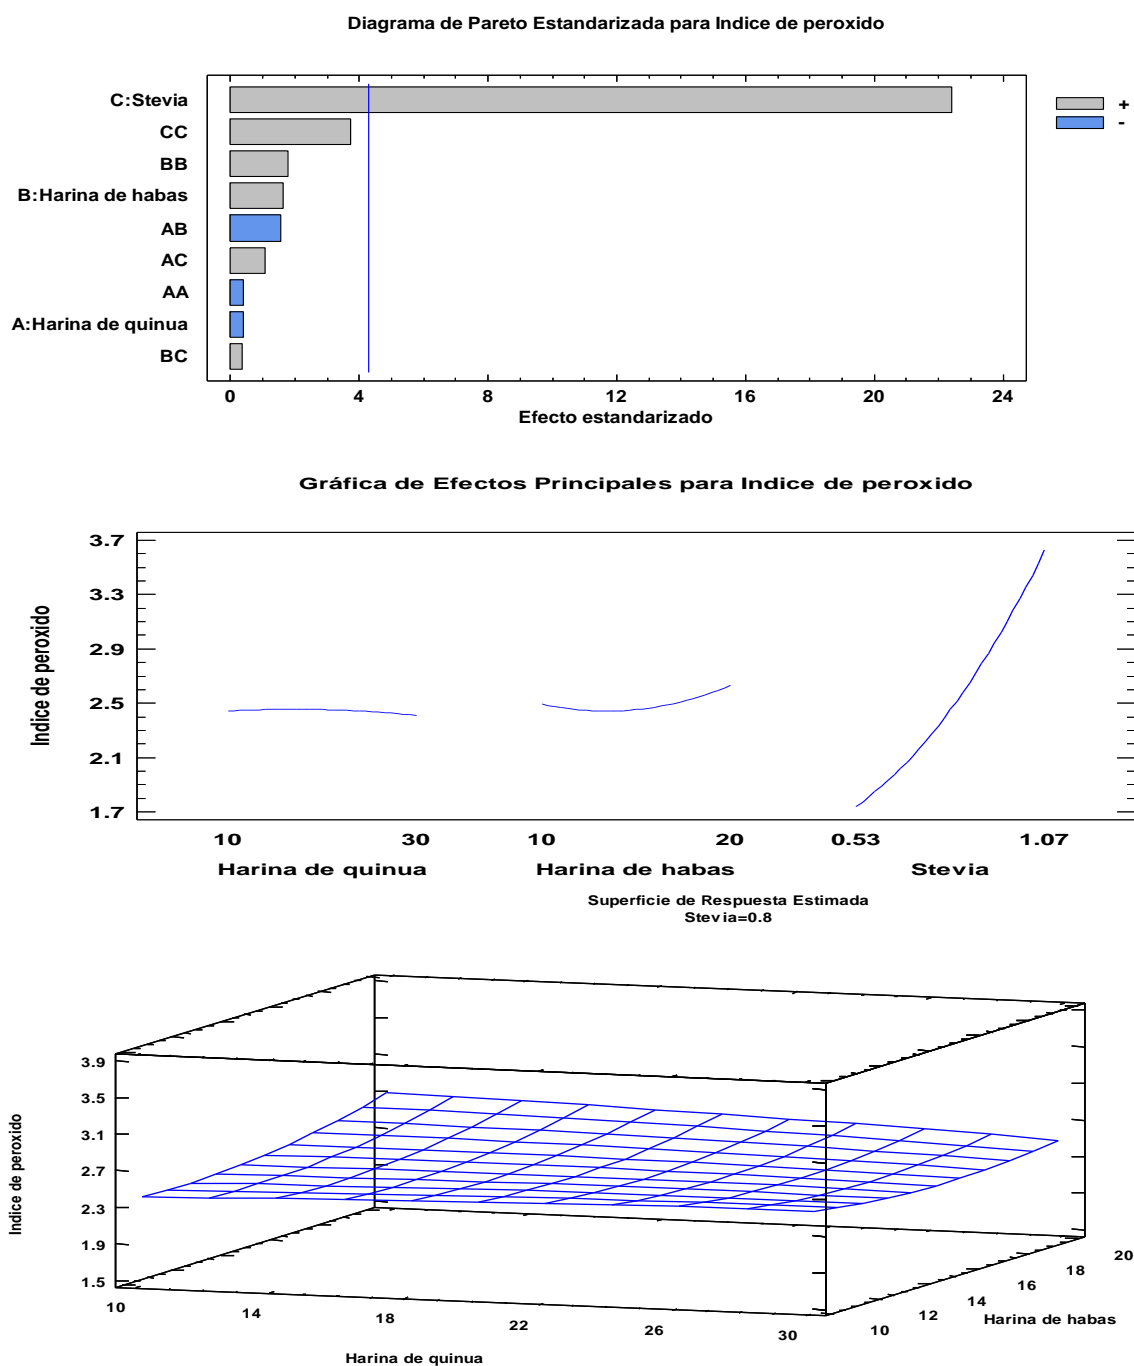 Diagrama de Pareto Estandarizada para Indice de peroxido
C:Stevia
CC
BB
B:Harina de habas
AB
AC
AA
A:Harina de quinua
BC
+
-
0 4 8 12 16 20 24
Efecto estandarizado
Gráfica de Efectos Principales para Indice de peroxido
Indice de peroxido
3.7
3.3
2.9
2.5
2.1
1.7
10 30 10 20 0.53 1.07
Harina de quinua Harina de habas Stevia
Superficie de Respuesta Estimada
Stevia=0.8
Indice de peroxido
3.9
3.5
3.1
2.7
2.3
1.9
1.5
10 14 18 22 26 30
Harina de quinua
10 12 14 16 18 20
Harina de habas